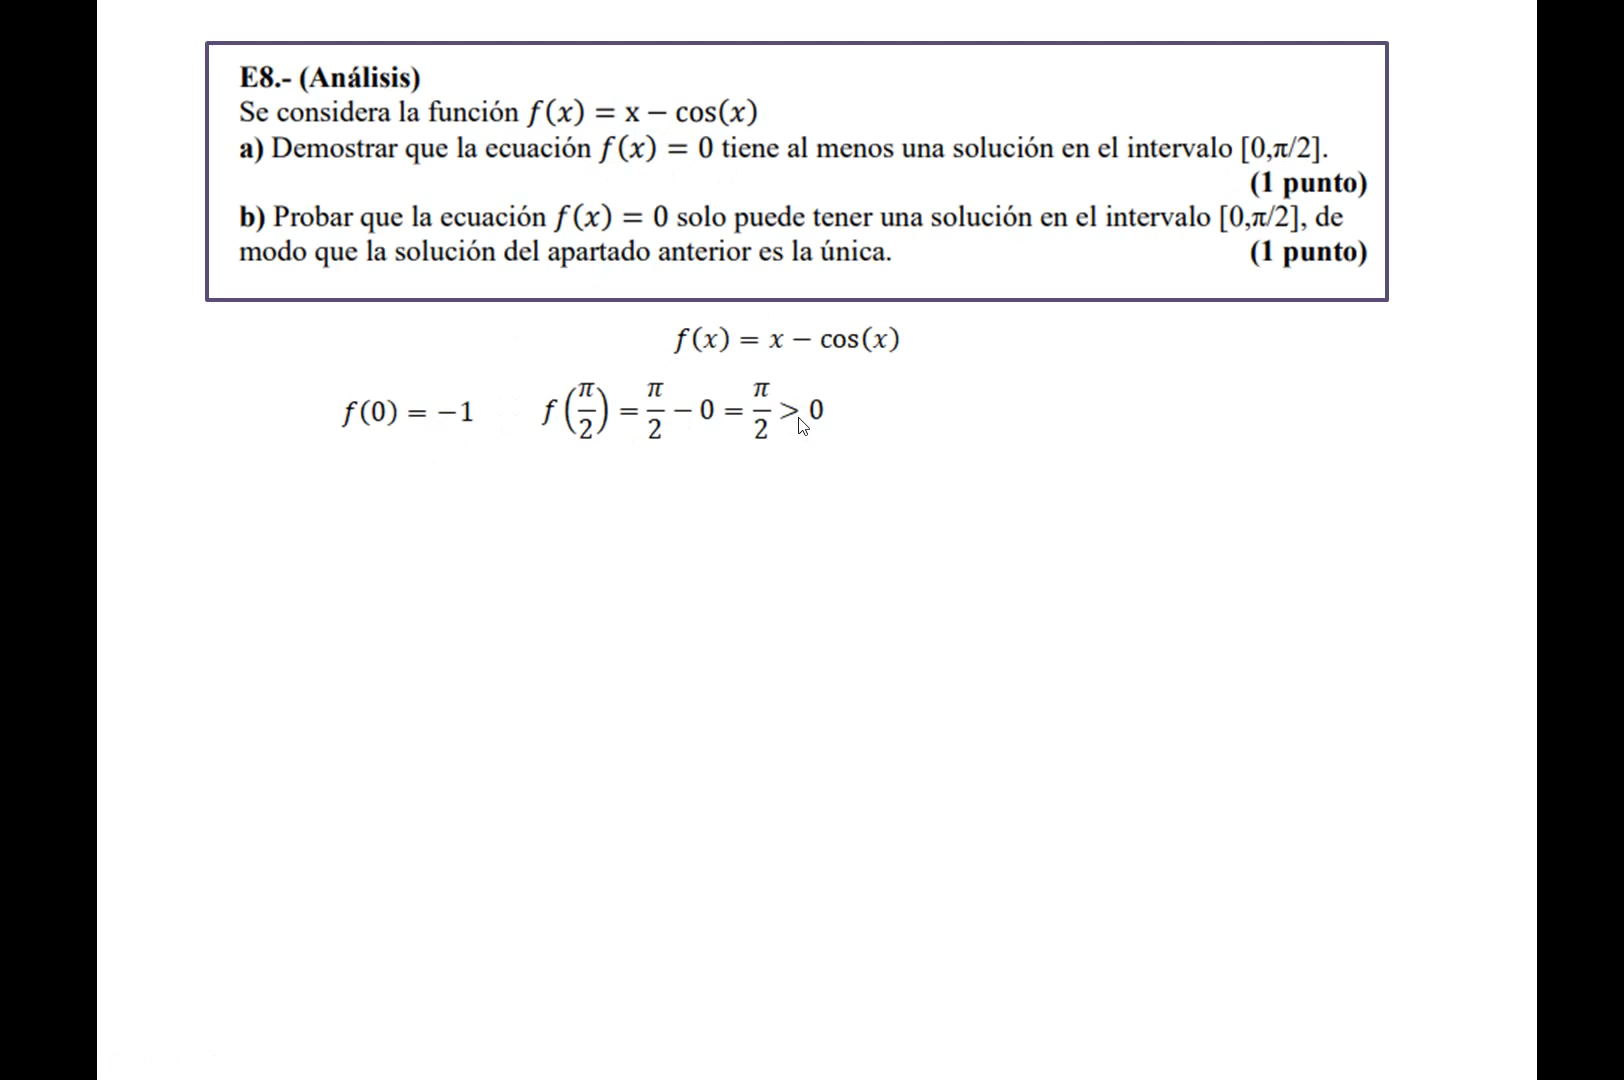 E8.- (Análisis)
Se considera la función f(x) = x − cos(x)
a) Demostrar que la ecuación f(x) = 0 tiene al menos una solución en el intervalo [0,π/2].
(1 punto)
b) Probar que la ecuación f(x) = 0 solo puede tener una solución en el intervalo [0,π/2], de
modo que la solución del apartado anterior es la única. (1 punto)
f(x) = x − cos(x)
f(0) = −1 f(π/2) = π/2 − 0 = π/2 > 0